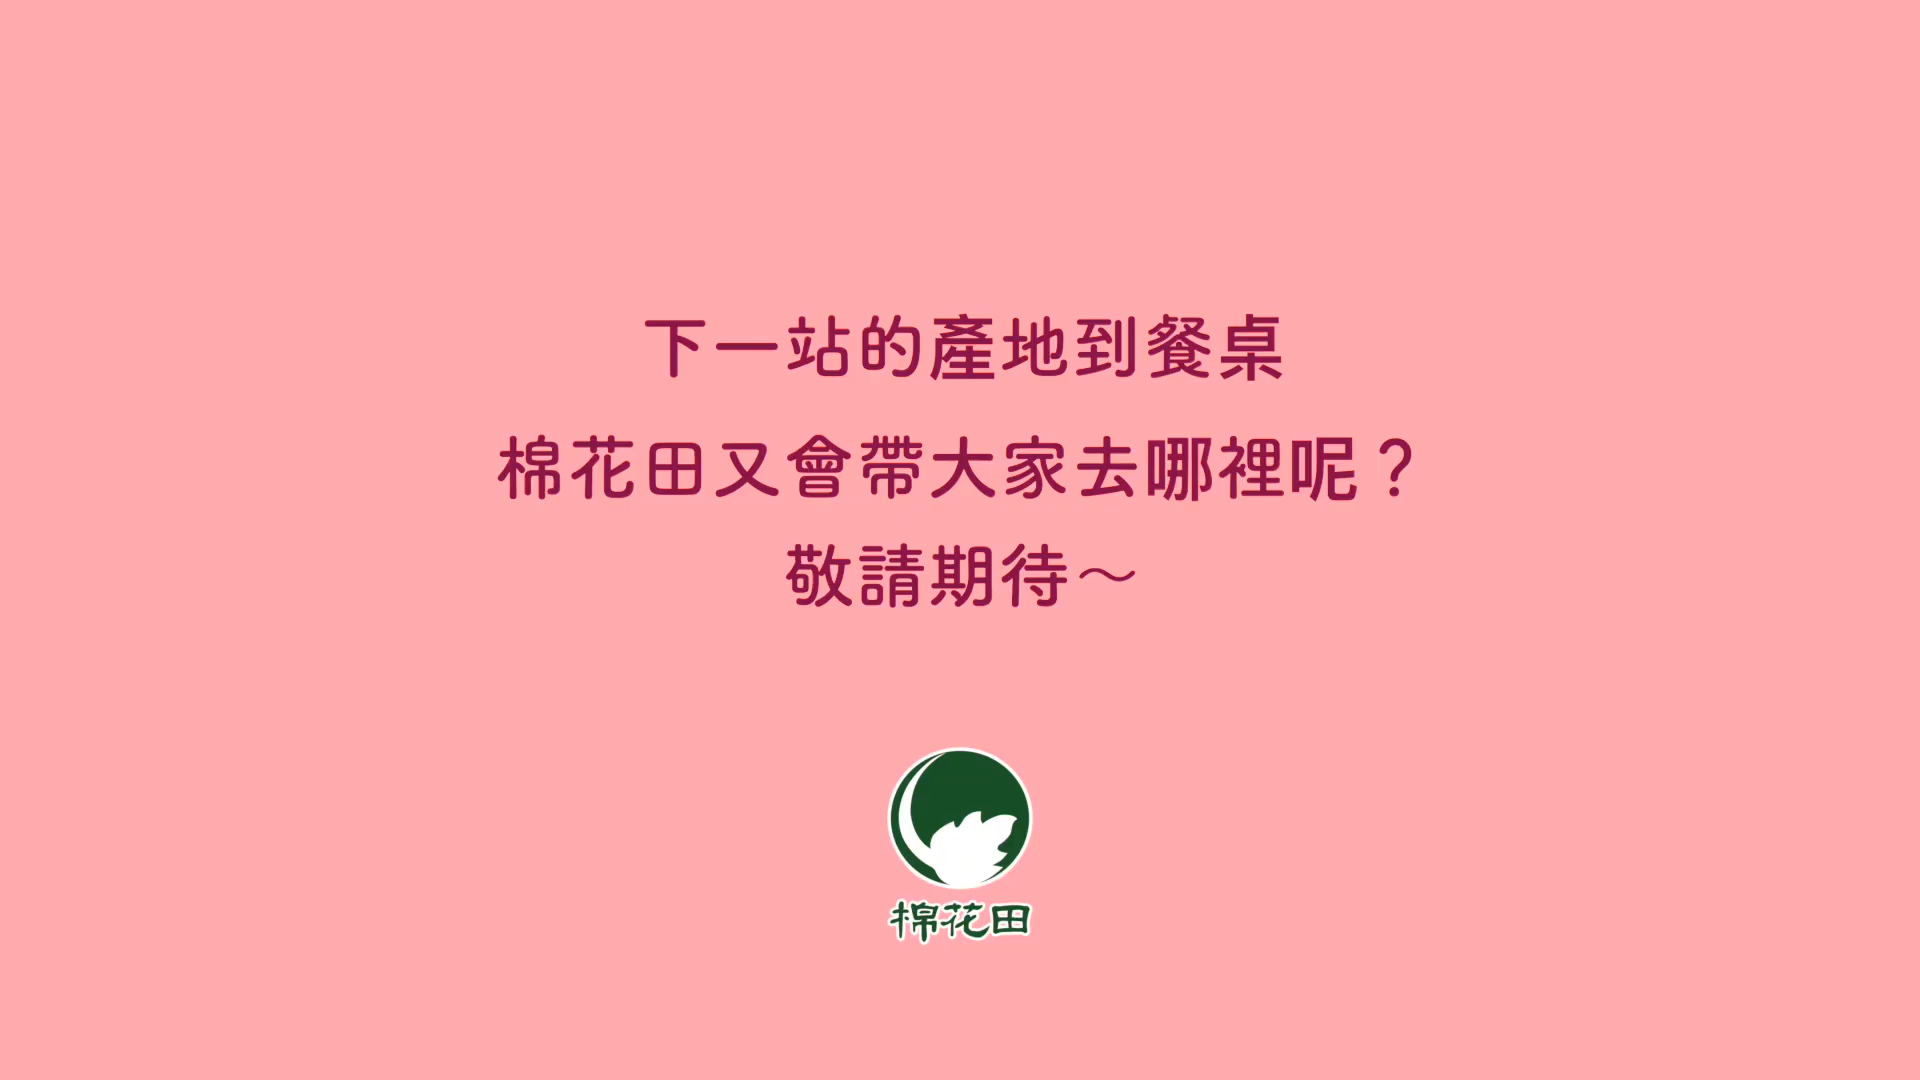 下一站的產地到餐桌
棉花田又會帶大家去哪裡呢？
敬請期待～
棉花田